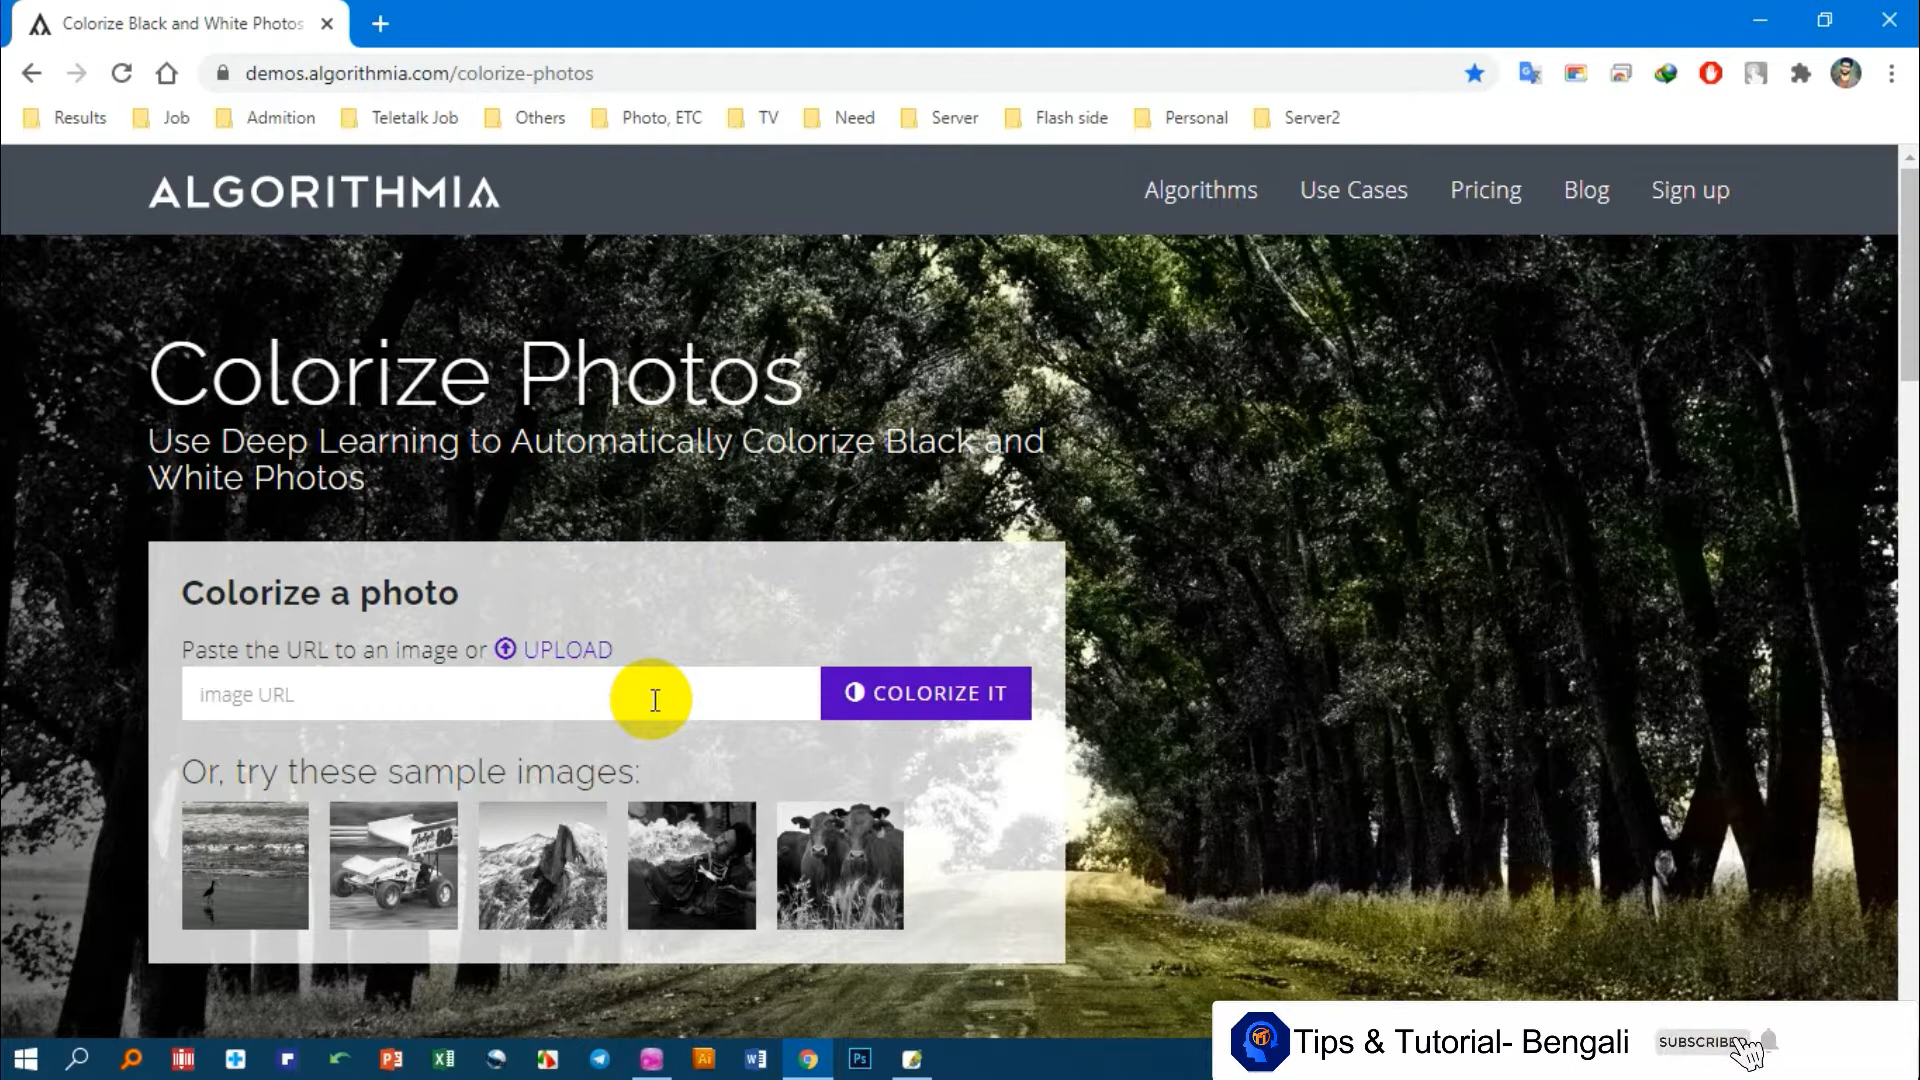 Colorize Black and White Photos
demos.algorithmia.com/colorize-photos
Results Job Admition Teletalk Job Others Photo, ETC TV Need Server Flash side Personal Server2
ALGORITHMIA
Algorithms Use Cases Pricing Blog Sign up
Colorize Photos
Use Deep Learning to Automatically Colorize Black and
White Photos
Colorize a photo
Paste the URL to an image or UPLOAD
image URL
COLORIZE IT
Or, try these sample images:
Tips & Tutorial- Bengali
SUBSCRIBED